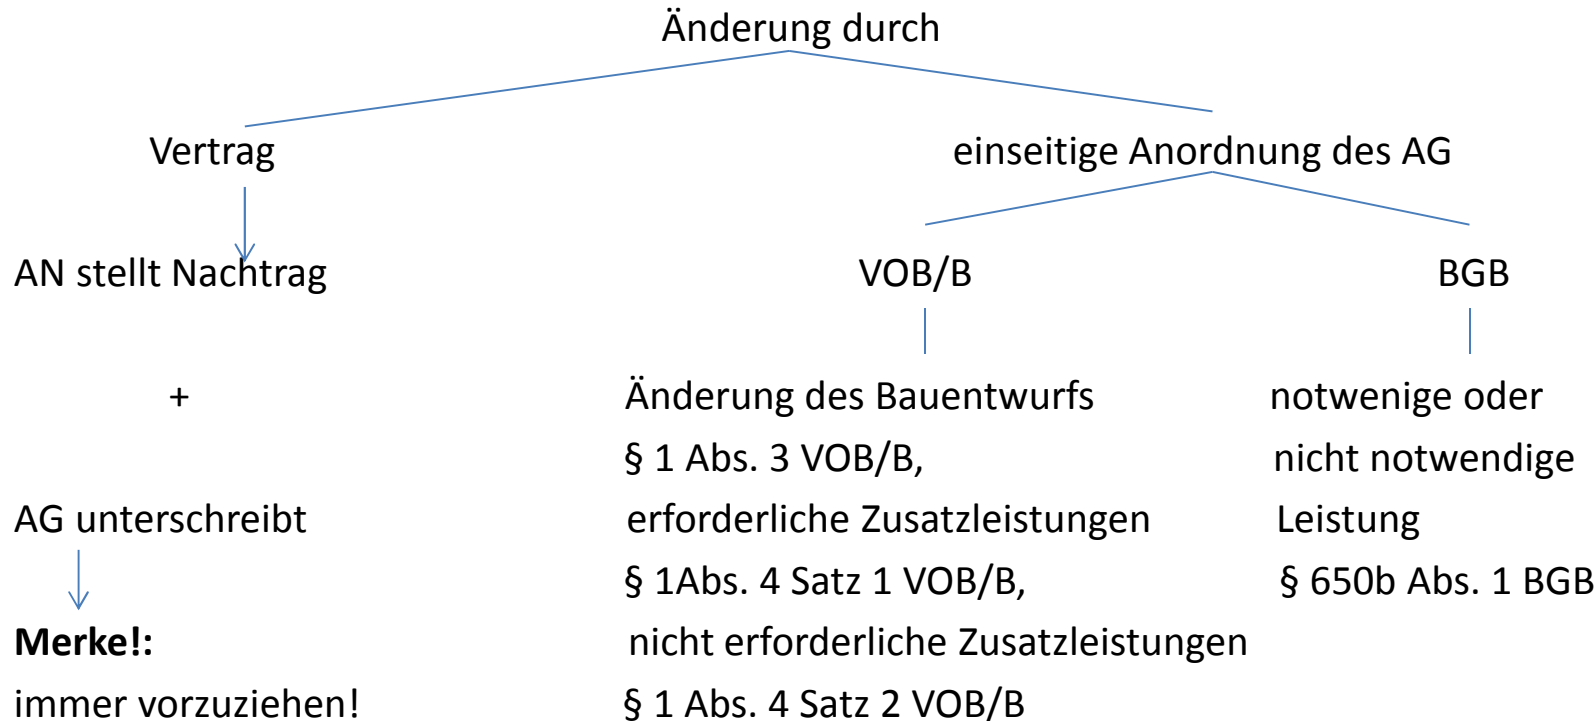 Änderung durch
Vertrag
einseitige Anordnung des AG
AN stellt Nachtrag
VOB/B
BGB
+
Änderung des Bauentwurfs
notwenige oder
§ 1 Abs. 3 VOB/B,
nicht notwendige
AG unterschreibt
erforderliche Zusatzleistungen
Leistung
§ 1Abs. 4 Satz 1 VOB/B,
§ 650b Abs. 1 BGB
Merke!:
nicht erforderliche Zusatzleistungen
immer vorzuziehen!
§ 1 Abs. 4 Satz 2 VOB/B